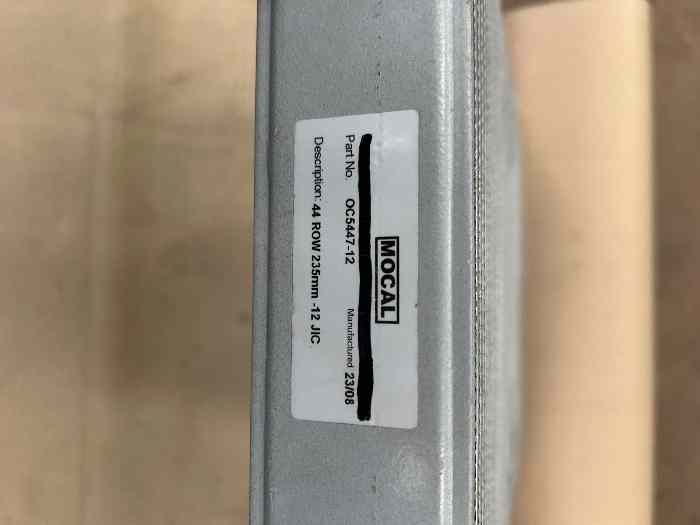 MOCAL
Part No. OC5447-12 Manufactured 23/08
Description: 44 ROW 235mm -12 JIC